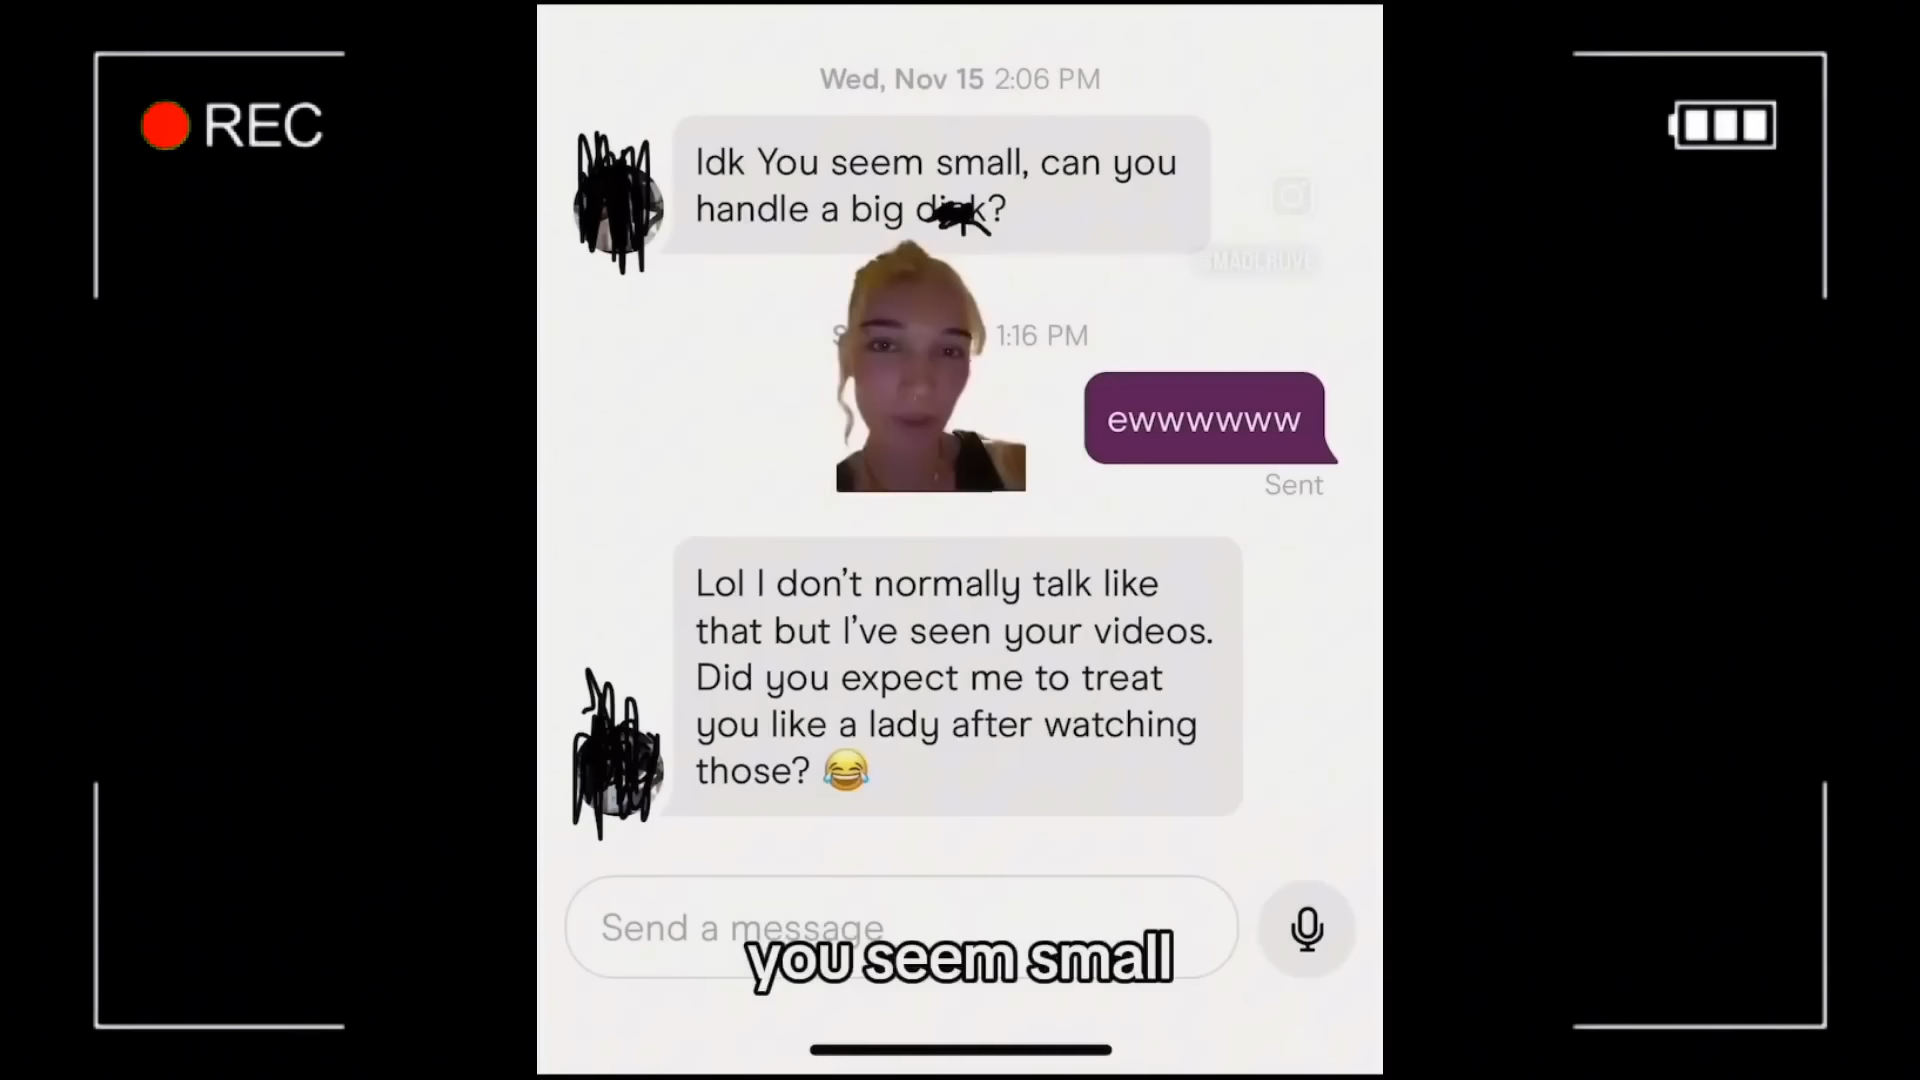 REC
Wed, Nov 15 2:06 PM
Idk You seem small, can you
handle a big dick?
1:16 PM
ewwwwww
Sent
Lol I don't normally talk like
that but I've seen your videos.
Did you expect me to treat
you like a lady after watching
those? 😂
Send a message
you seem small